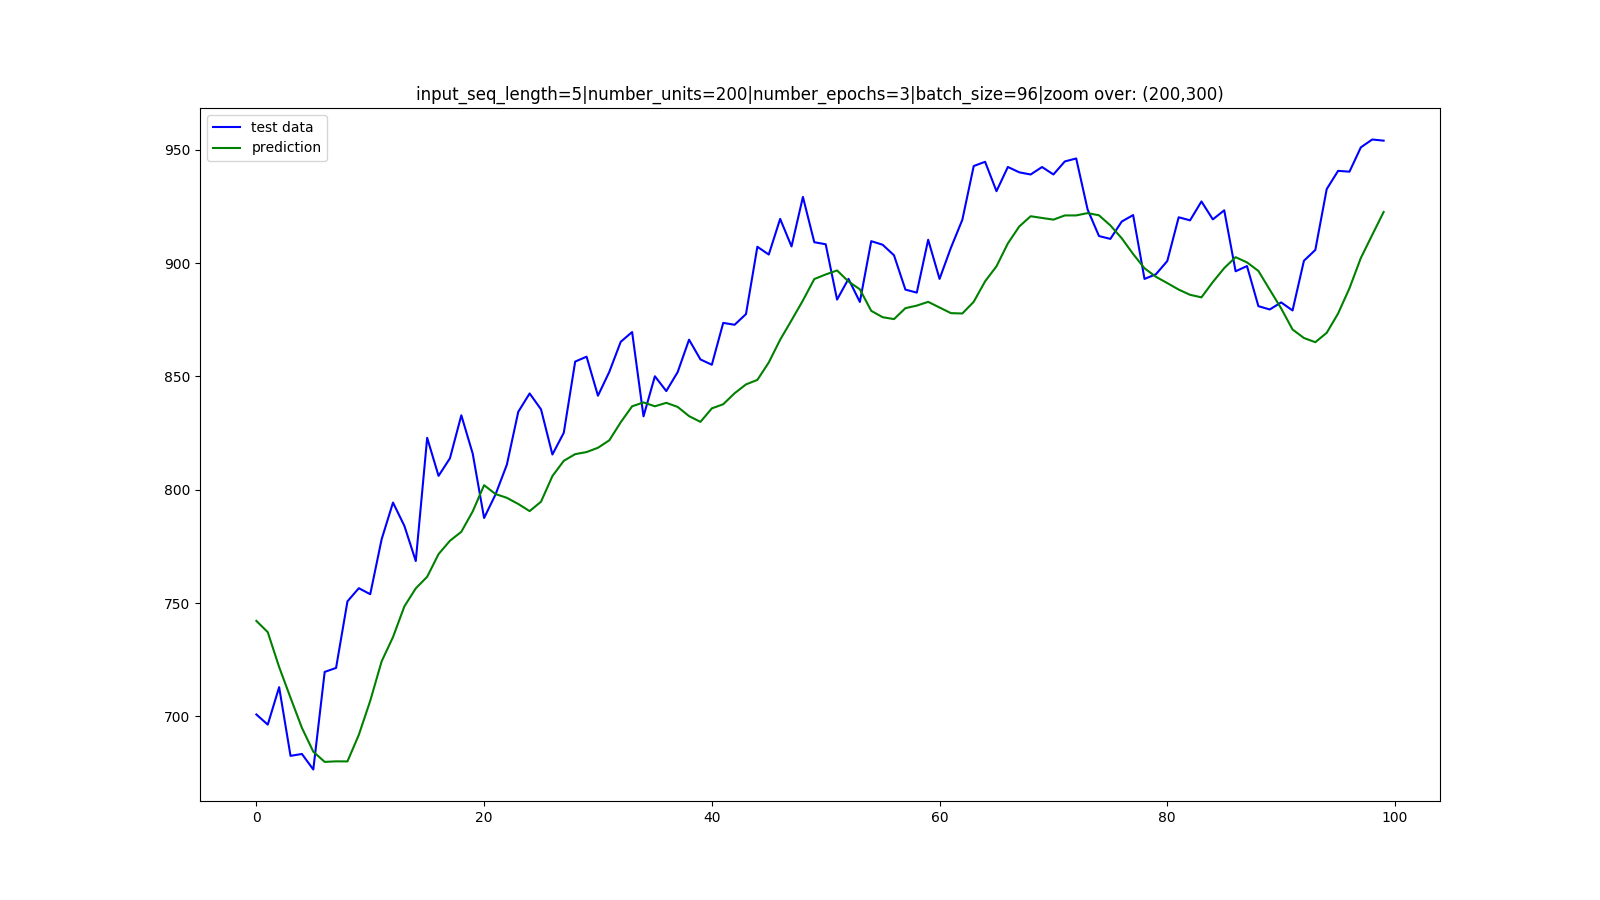 input_seq_length=5|number_units=200|number_epochs=3|batch_size=96|zoom over: (200,300)
test data
prediction
950
900
850
800
750
700
0 20 40 60 80 100